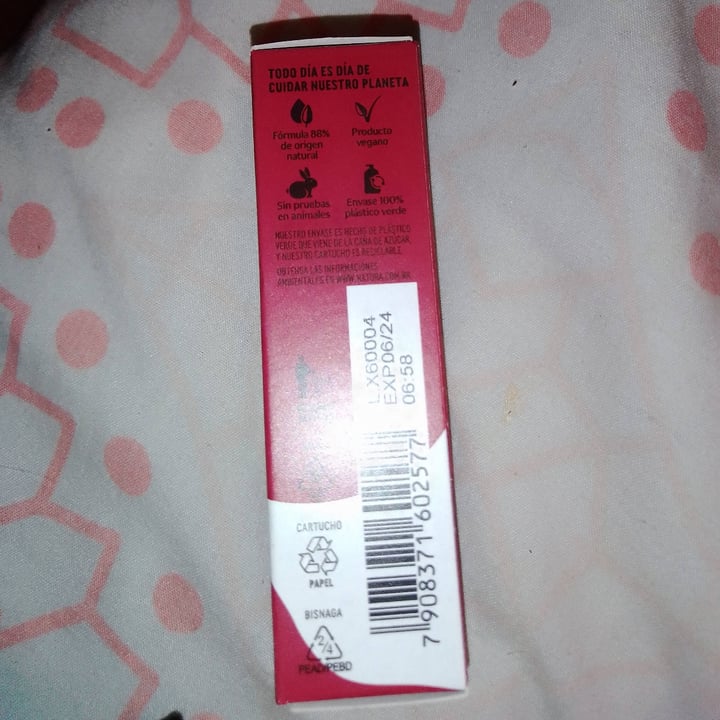 TODO DÍA ES DÍA DE
CUIDAR NUESTRO PLANETA
Fórmula 88%
de origen
natural
Producto
vegano
Sin pruebas
en animales
Envase 100%
plástico verde
NUESTRO ENVASE ES HECHO DE PLÁSTICO
VERDE QUE VIENE DE LA CAÑA DE AZÚCAR,
Y NUESTRO CARTUCHO ES RECICLABLE.
OBTENGA LAS INFORMACIONES
AMBIENTALES EN WWW.NATURA.COM.BR
X60004
EXP06/24
06:58
7 908371 602577
CARTUCHO
PAPEL
BISNAGA
2/4
PEAD/PEBD